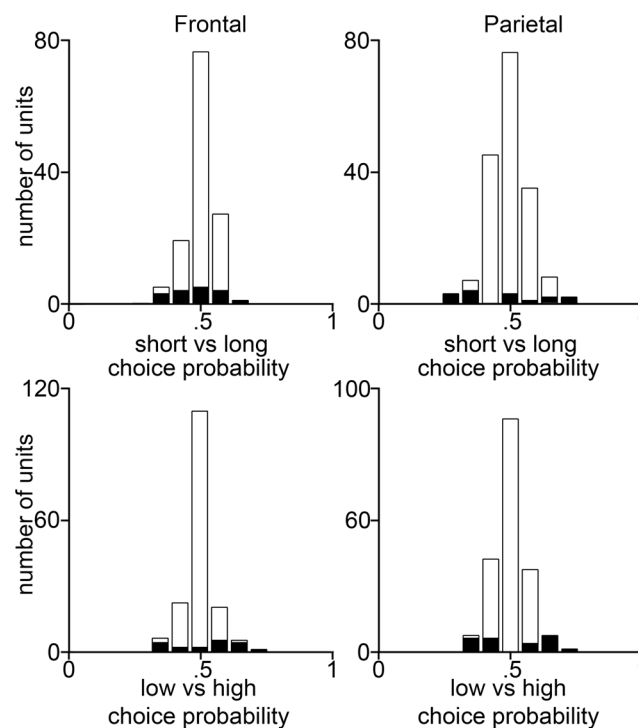 Frontal
Parietal
80
80
number of units
40
40
0
0
0
.5
1
0
.5
short vs long
choice probability
short vs long
choice probability
120
100
number of units
60
60
0
0
0
.5
1
0
.5
low vs high
choice probability
low vs high
choice probability